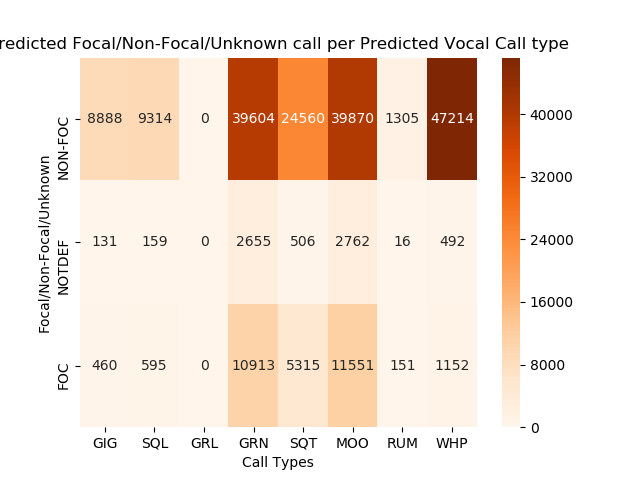 redicted Focal/Non-Focal/Unknown call per Predicted Vocal Call type
Focal/Non-Focal/Unknown
NON-FOC
8888 9314 0 39604 24560 39870 1305 47214
NOTDEF
131 159 0 2655 506 2762 16 492
FOC
460 595 0 10913 5315 11551 151 1152
GIG SQL GRL GRN SQT MOO RUM WHP
Call Types
40000
32000
24000
16000
8000
0